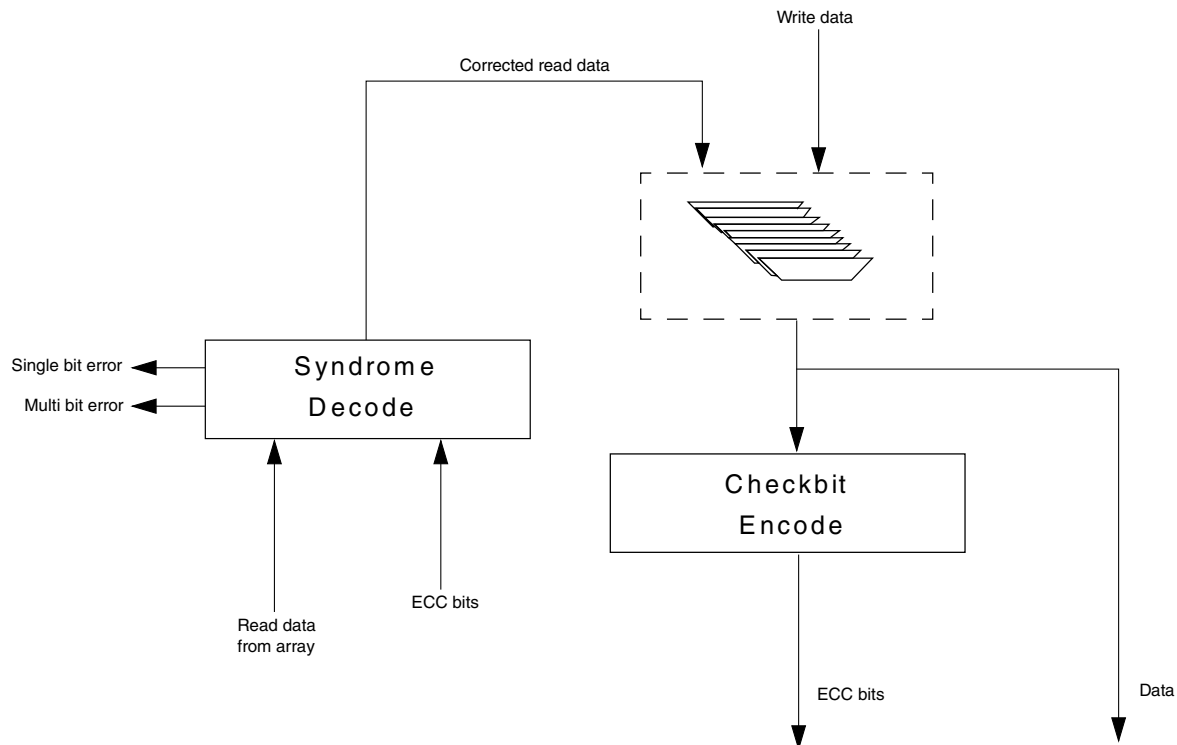 Write data
Corrected read data
Single bit error
Multi bit error
Syndrome
Decode
Checkbit
Encode
ECC bits
Read data
from array
ECC bits
Data